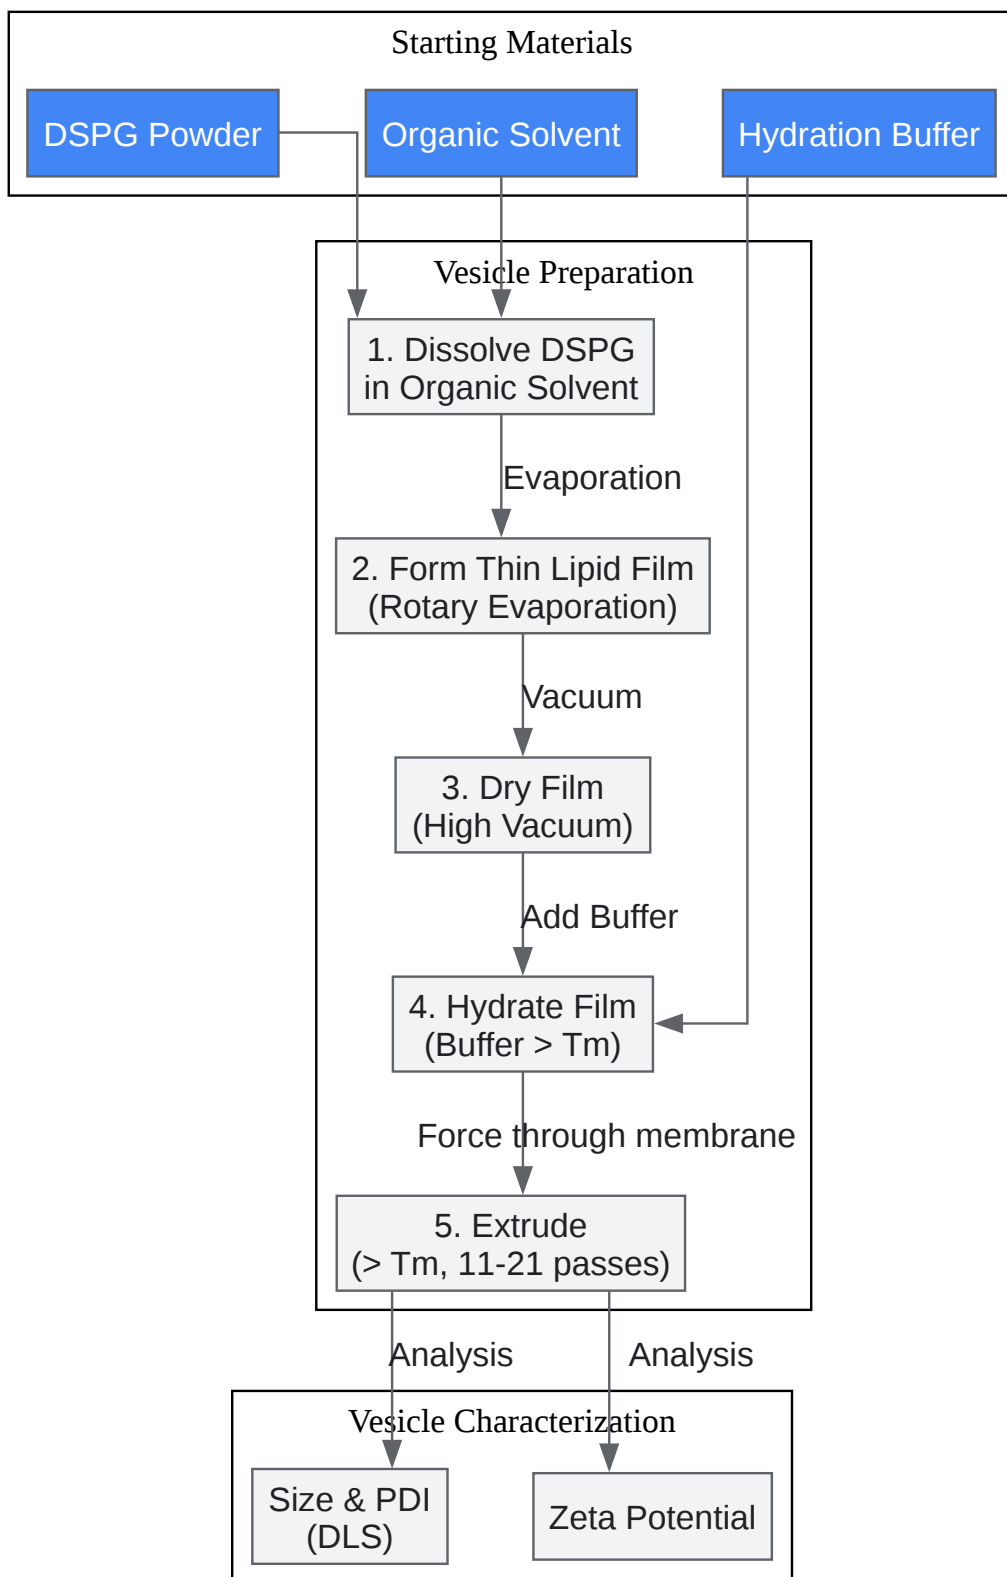 Starting Materials
DSPG Powder
Organic Solvent
Hydration Buffer
Vesicle Preparation
1. Dissolve DSPG
in Organic Solvent
Evaporation
2. Form Thin Lipid Film
(Rotary Evaporation)
Vacuum
3. Dry Film
(High Vacuum)
Add Buffer
4. Hydrate Film
(Buffer > Tm)
Force through membrane
5. Extrude
(> Tm, 11-21 passes)
Analysis
Analysis
Vesicle Characterization
Size & PDI
(DLS)
Zeta Potential